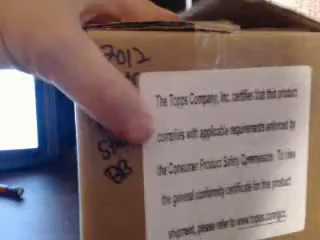 2012
BB
The Topps Company, Inc. certifies that this product
complies with applicable requirements enforced by
the Consumer Product Safety Commission. To view
the general conformity certificate for this product
shipment, please refer to www.topps.com/gcc.